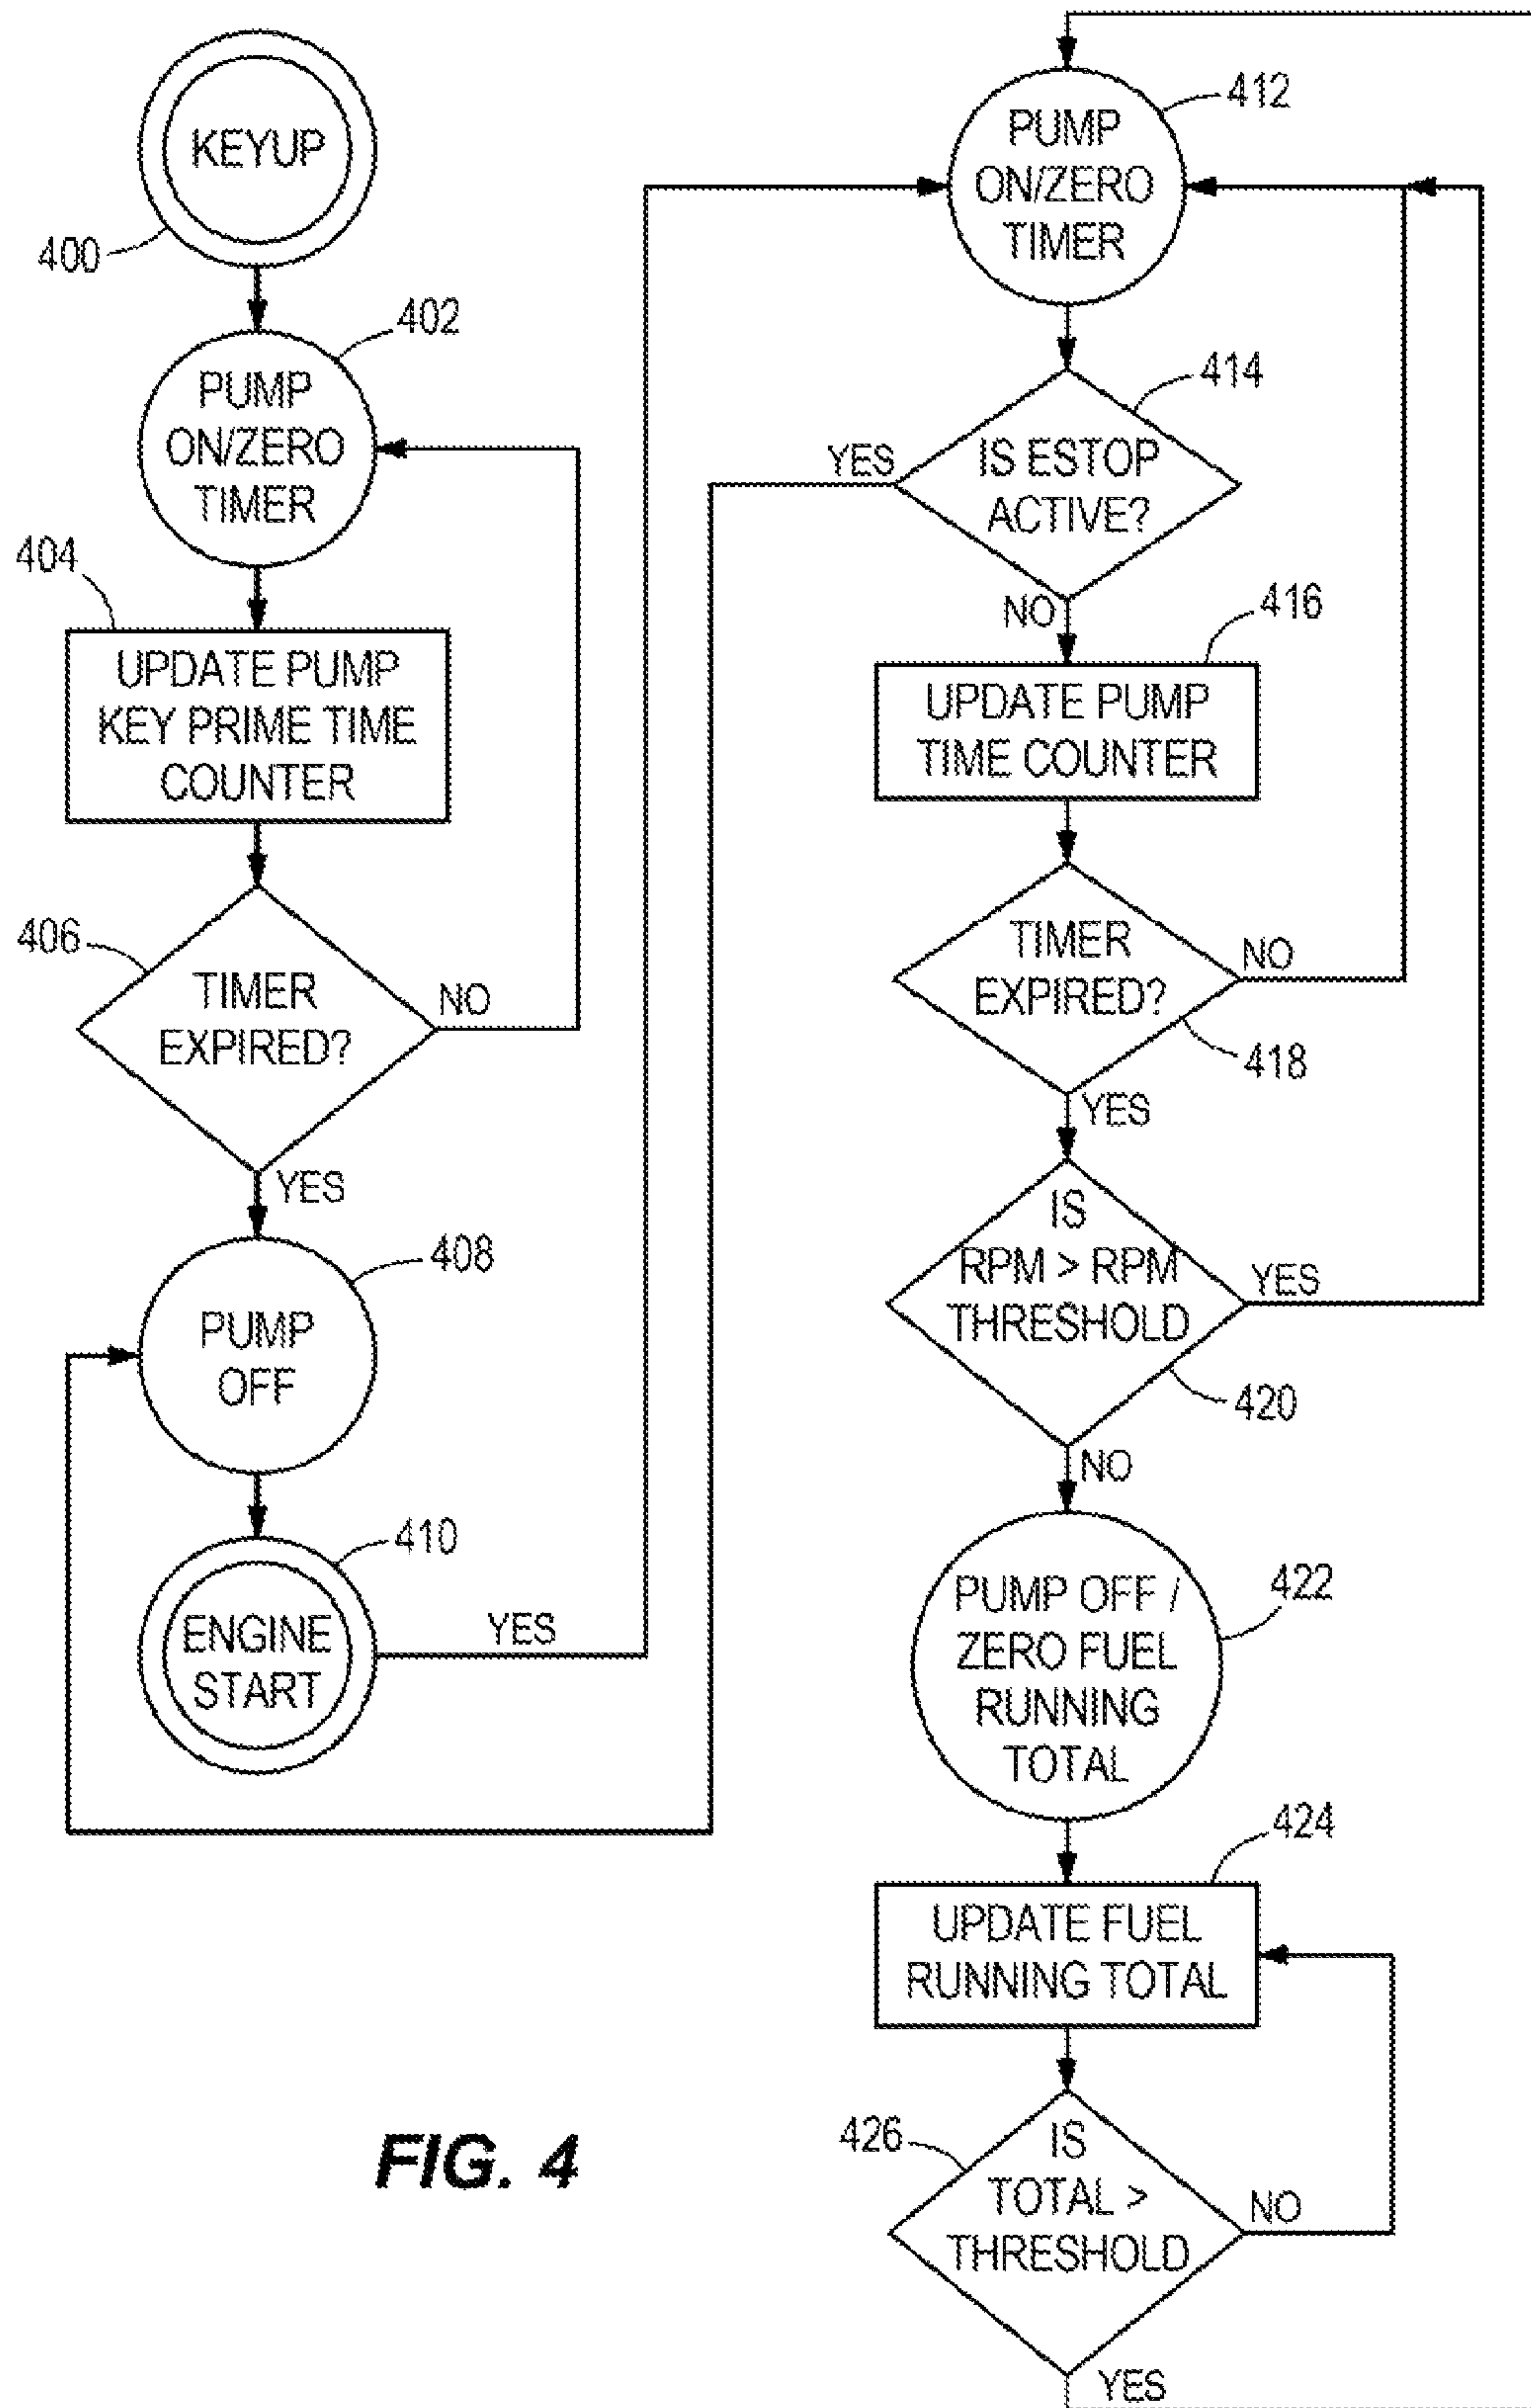 KEYUP
400
402
PUMP
ON/ZERO
TIMER
404
UPDATE PUMP
KEY PRIME TIME
COUNTER
406
TIMER
EXPIRED?
NO
YES
408
PUMP
OFF
410
ENGINE
START
YES
412
PUMP
ON/ZERO
TIMER
414
YES
IS ESTOP
ACTIVE?
NO
416
UPDATE PUMP
TIME COUNTER
TIMER
EXPIRED?
NO
418
YES
IS
RPM > RPM
THRESHOLD
YES
420
NO
422
PUMP OFF /
ZERO FUEL
RUNNING
TOTAL
424
UPDATE FUEL
RUNNING TOTAL
426
IS
TOTAL >
THRESHOLD
NO
YES
FIG. 4